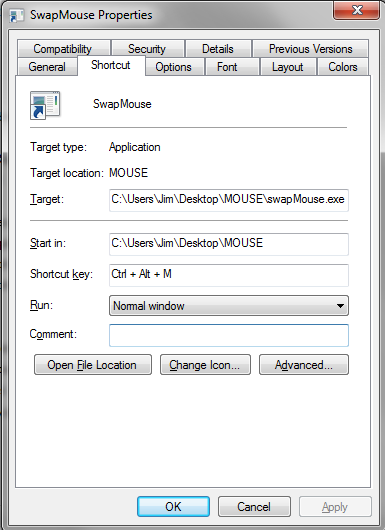 SwapMouse Properties
Compatibility Security Details Previous Versions
General Shortcut Options Font Layout Colors
SwapMouse
Target type: Application
Target location: MOUSE
Target: C:\Users\Jim\Desktop\MOUSE\swapMouse.exe
Start in: C:\Users\Jim\Desktop\MOUSE
Shortcut key: Ctrl + Alt + M
Run: Normal window
Comment:
Open File Location Change Icon... Advanced...
OK Cancel Apply